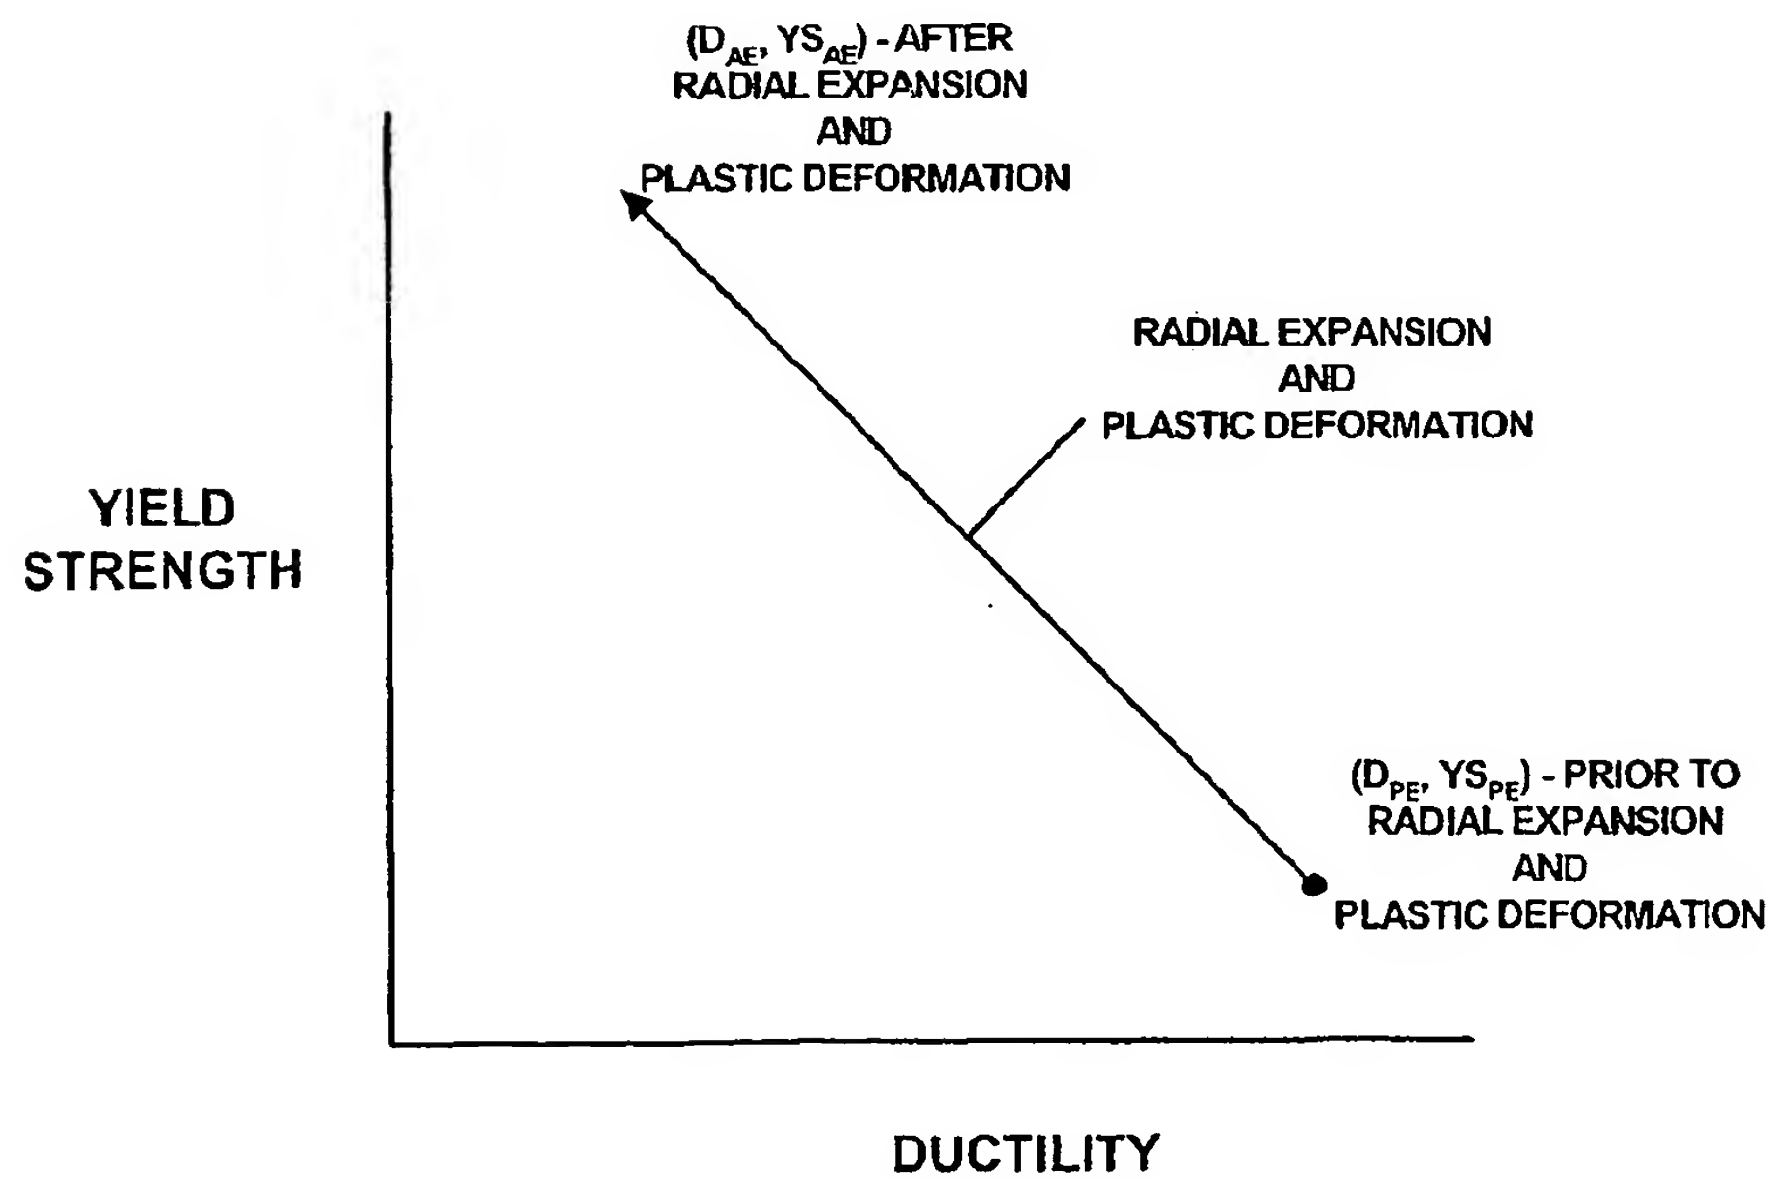 (D_AE, YS_AE) - AFTER
RADIAL EXPANSION
AND
PLASTIC DEFORMATION
RADIAL EXPANSION
AND
PLASTIC DEFORMATION
YIELD
STRENGTH
(D_PE, YS_PE) - PRIOR TO
RADIAL EXPANSION
AND
PLASTIC DEFORMATION
DUCTILITY